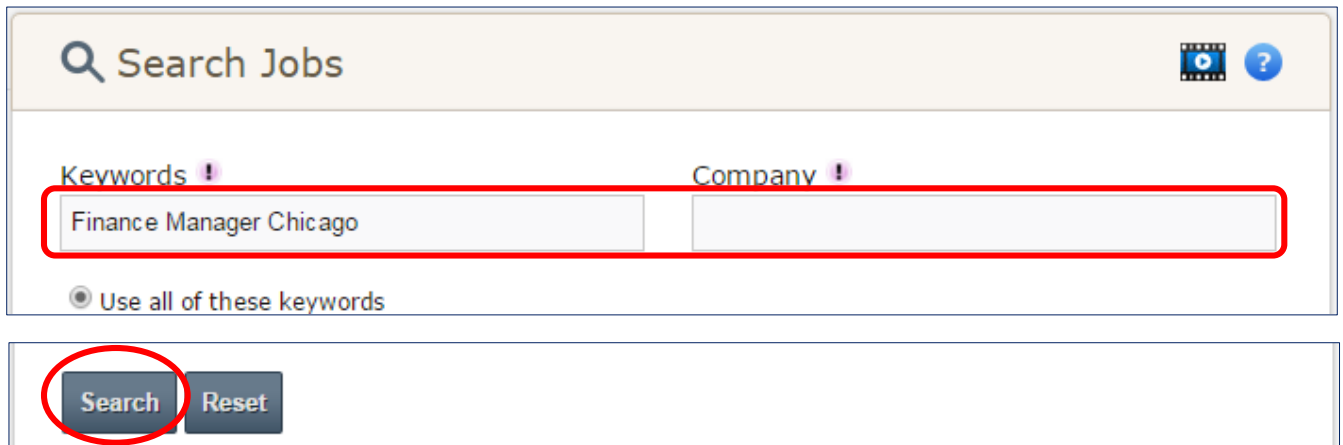 Search Jobs
?
Keywords ! Company !
Finance Manager Chicago
Use all of these keywords
Search Reset